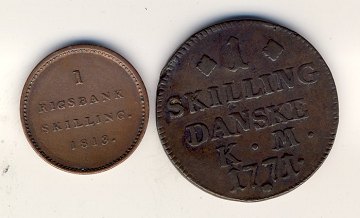 1
RIGSBANK
SKILLING.
1813.
1
SKILLING
DANSKE
K · M ·
1771.